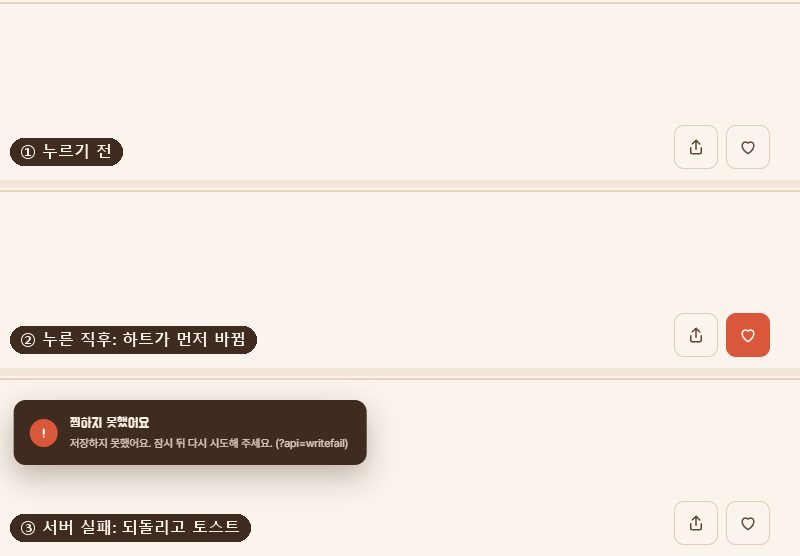 ① 누르기 전
② 누른 직후: 하트가 먼저 바뀜
!
찜하지 못했어요
저장하지 못했어요. 잠시 뒤 다시 시도해 주세요. (?api=writefail)
③ 서버 실패: 되돌리고 토스트